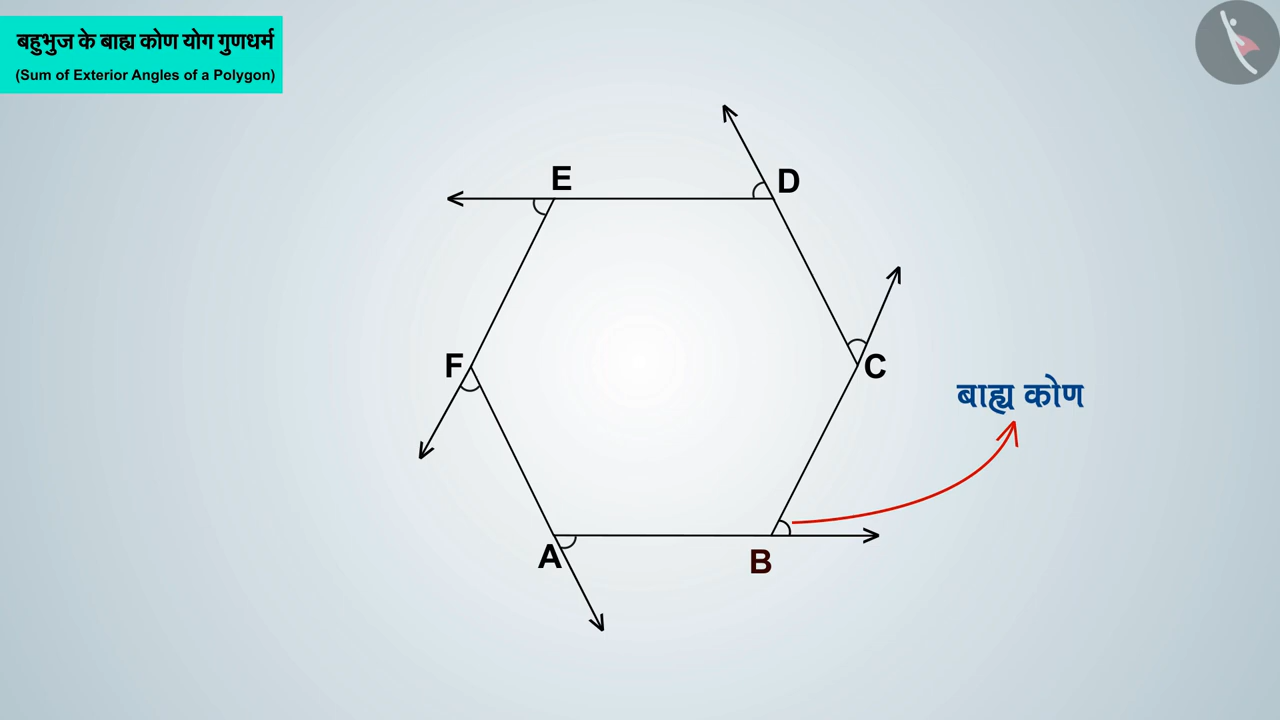 बहुभुज के बाह्य कोण योग गुणधर्म
(Sum of Exterior Angles of a Polygon)
E
D
F
C
बाह्य कोण
A
B